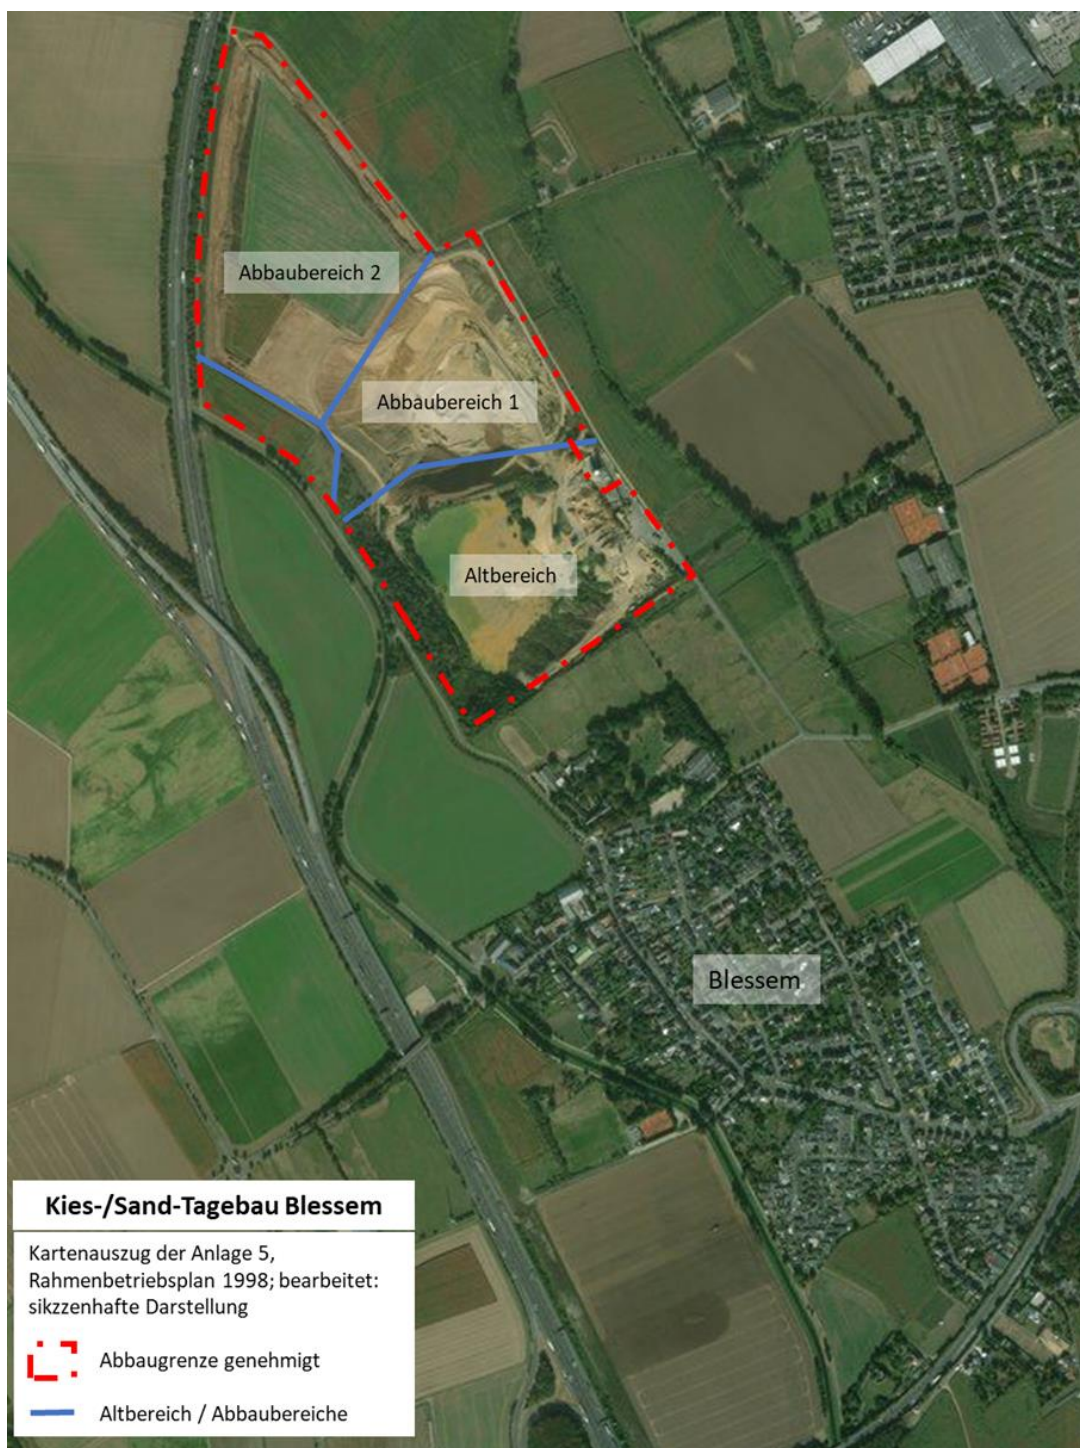 Abbaubereich 2
Abbaubereich 1
Altbereich
Blessem
Kies-/Sand-Tagebau Blessem
Kartenauszug der Anlage 5,
Rahmenbetriebsplan 1998; bearbeitet:
sikzzenhafte Darstellung
Abbaugrenze genehmigt
Altbereich / Abbaubereiche